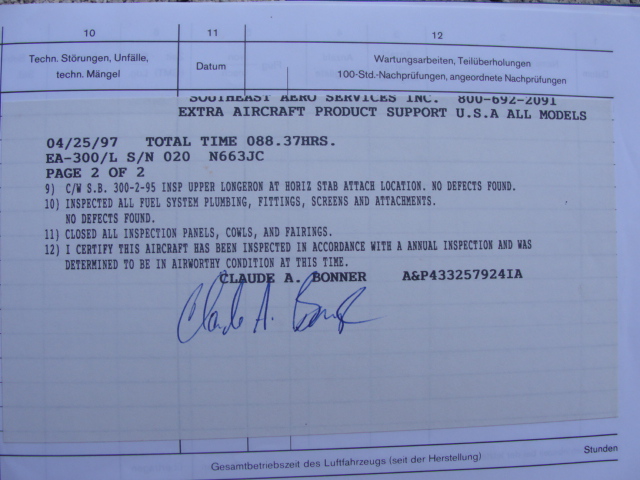 10
11
12
Techn. Störungen, Unfälle,
techn. Mängel
Datum
Wartungsarbeiten, Teilüberholungen
100-Std.-Nachprüfungen, angeordnete Nachprüfungen
SOUTHEAST AERO SERVICES INC. 800-692-2091
EXTRA AIRCRAFT PRODUCT SUPPORT U.S.A ALL MODELS
04/25/97 TOTAL TIME 088.37HRS.
EA-300/L S/N 020 N663JC
PAGE 2 OF 2
9) C/W S.B. 300-2-95 INSP UPPER LONGERON AT HORIZ STAB ATTACH LOCATION. NO DEFECTS FOUND.
10) INSPECTED ALL FUEL SYSTEM PLUMBING, FITTINGS, SCREENS AND ATTACHMENTS.
NO DEFECTS FOUND.
11) CLOSED ALL INSPECTION PANELS, COWLS, AND FAIRINGS.
12) I CERTIFY THIS AIRCRAFT HAS BEEN INSPECTED IN ACCORDANCE WITH A ANNUAL INSPECTION AND WAS
DETERMINED TO BE IN AIRWORTHY CONDITION AT THIS TIME.
CLAUDE A. BONNER A&P433257924IA
Claude A. Bonner
Gesamtbetriebszeit des Luftfahrzeugs (seit der Herstellung)
Stunden